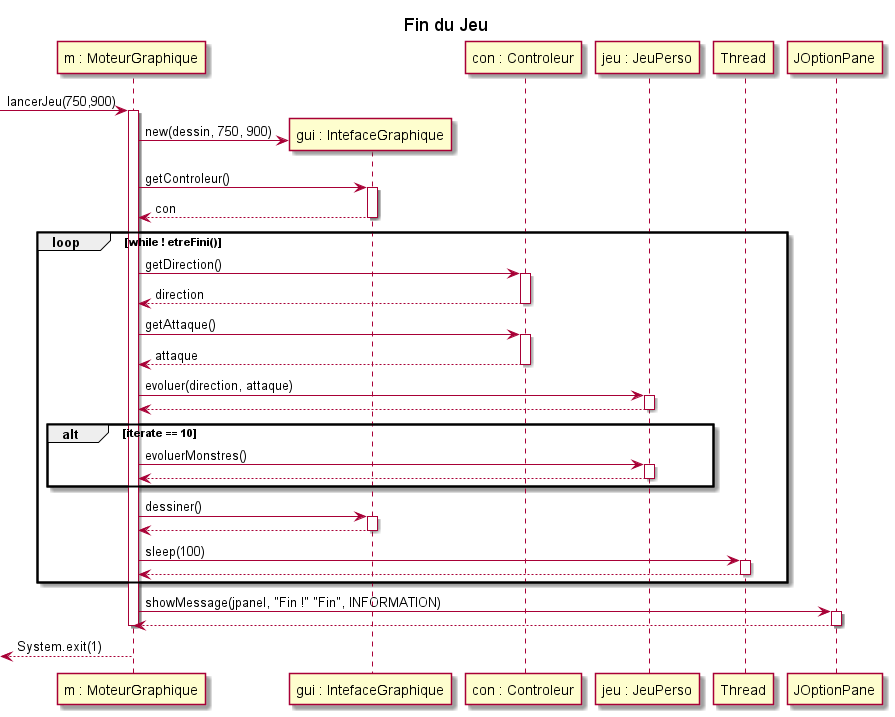 Fin du Jeu
m : MoteurGraphique
con : Controleur
jeu : JeuPerso
Thread
JOptionPane
lancerJeu(750,900)
new(dessin, 750, 900)
gui : IntefaceGraphique
getControleur()
con
loop
[while ! etreFini()]
getDirection()
direction
getAttaque()
attaque
evoluer(direction, attaque)
alt
[iterate == 10]
evoluerMonstres()
dessiner()
sleep(100)
showMessage(jpanel, "Fin !" "Fin", INFORMATION)
System.exit(1)
m : MoteurGraphique
gui : IntefaceGraphique
con : Controleur
jeu : JeuPerso
Thread
JOptionPane